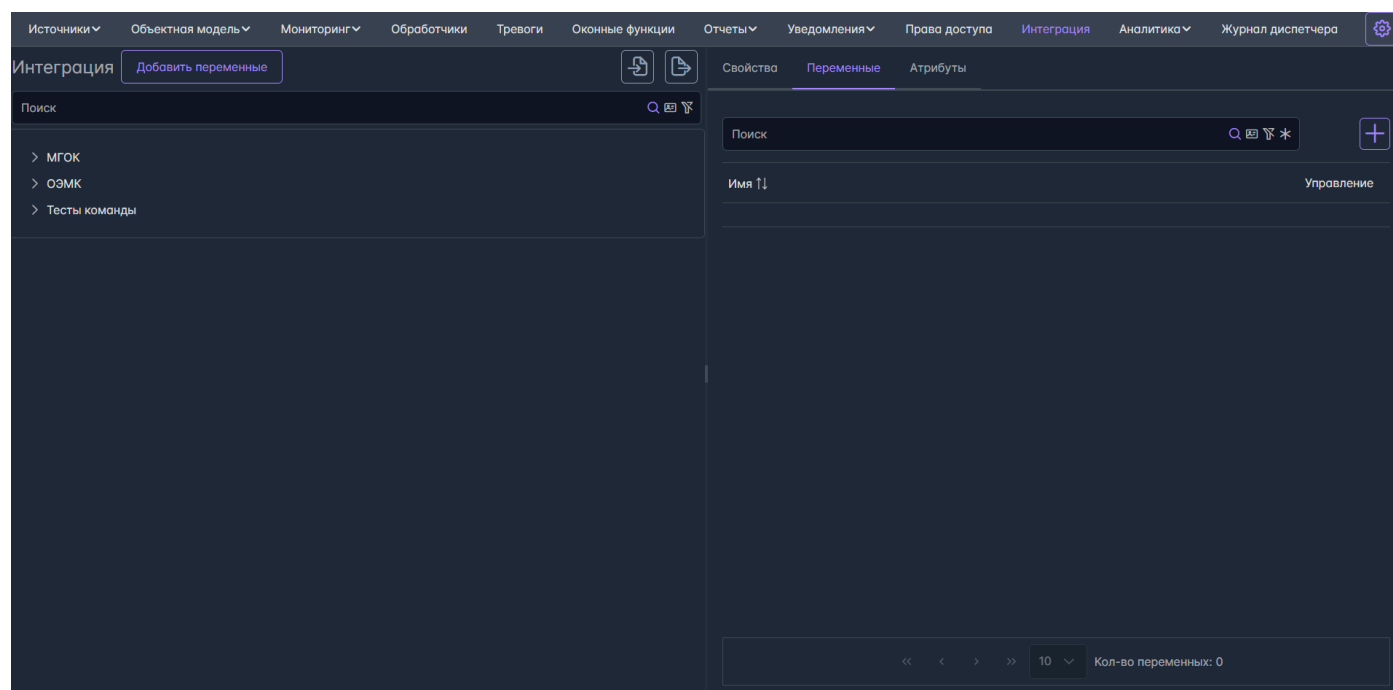 Источники Объектная модель Мониторинг Обработчики Тревоги Оконные функции Отчеты Уведомления Права доступа Интеграция Аналитика Журнал диспетчера
Интеграция Добавить переменные
Поиск
МГОК
ОЭМК
Тесты команды
Свойства Переменные Атрибуты
Поиск
Имя Управление
10 Кол-во переменных: 0